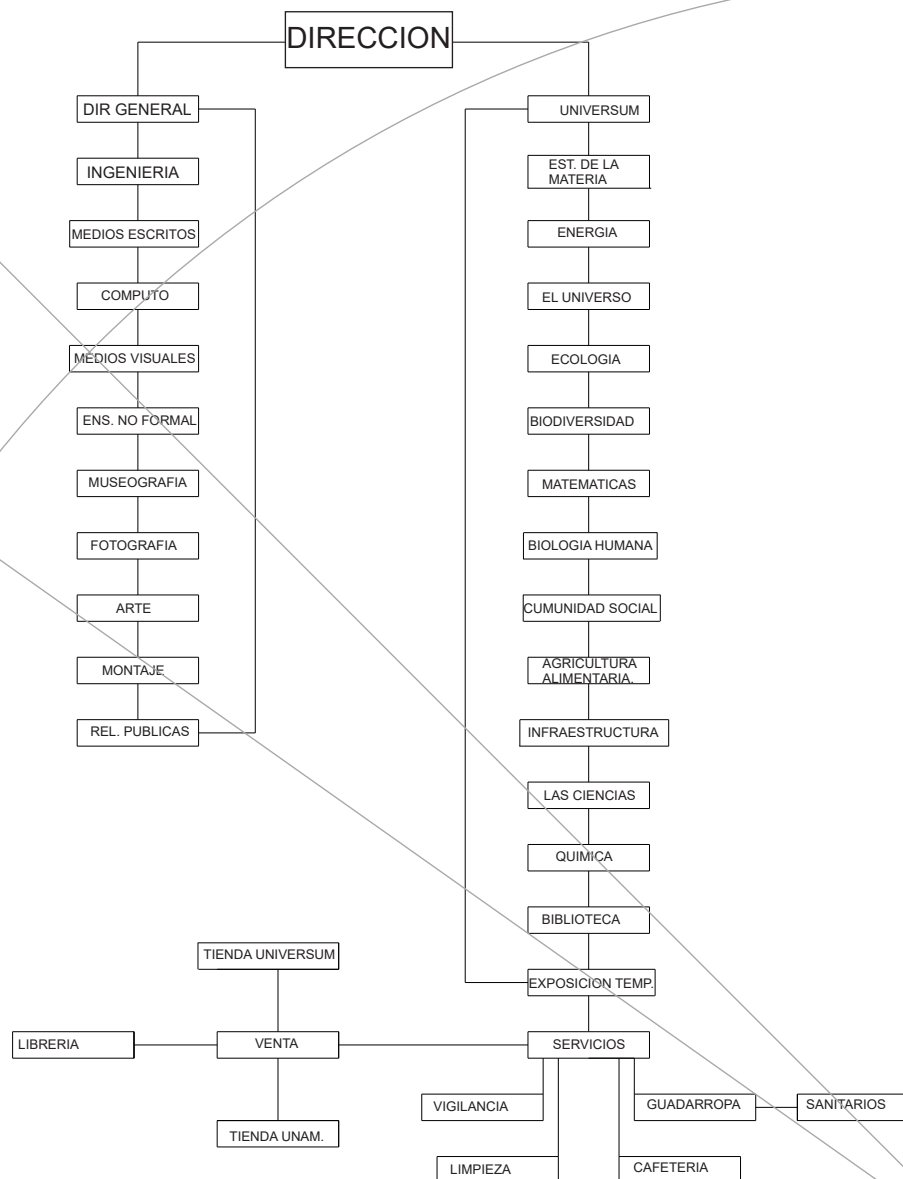 DIRECCION
DIR GENERAL
INGENIERIA
MEDIOS ESCRITOS
COMPUTO
MEDIOS VISUALES
ENS. NO FORMAL
MUSEOGRAFIA
FOTOGRAFIA
ARTE
MONTAJE
REL. PUBLICAS
UNIVERSUM
EST. DE LA
MATERIA
ENERGIA
EL UNIVERSO
ECOLOGIA
BIODIVERSIDAD
MATEMATICAS
BIOLOGIA HUMANA
CUMUNIDAD SOCIAL
AGRICULTURA
ALIMENTARIA.
INFRAESTRUCTURA
LAS CIENCIAS
QUIMICA
BIBLIOTECA
EXPOSICION TEMP.
SERVICIOS
TIENDA UNIVERSUM
LIBRERIA
VENTA
TIENDA UNAM.
VIGILANCIA
GUADARROPA
SANITARIOS
LIMPIEZA
CAFETERIA